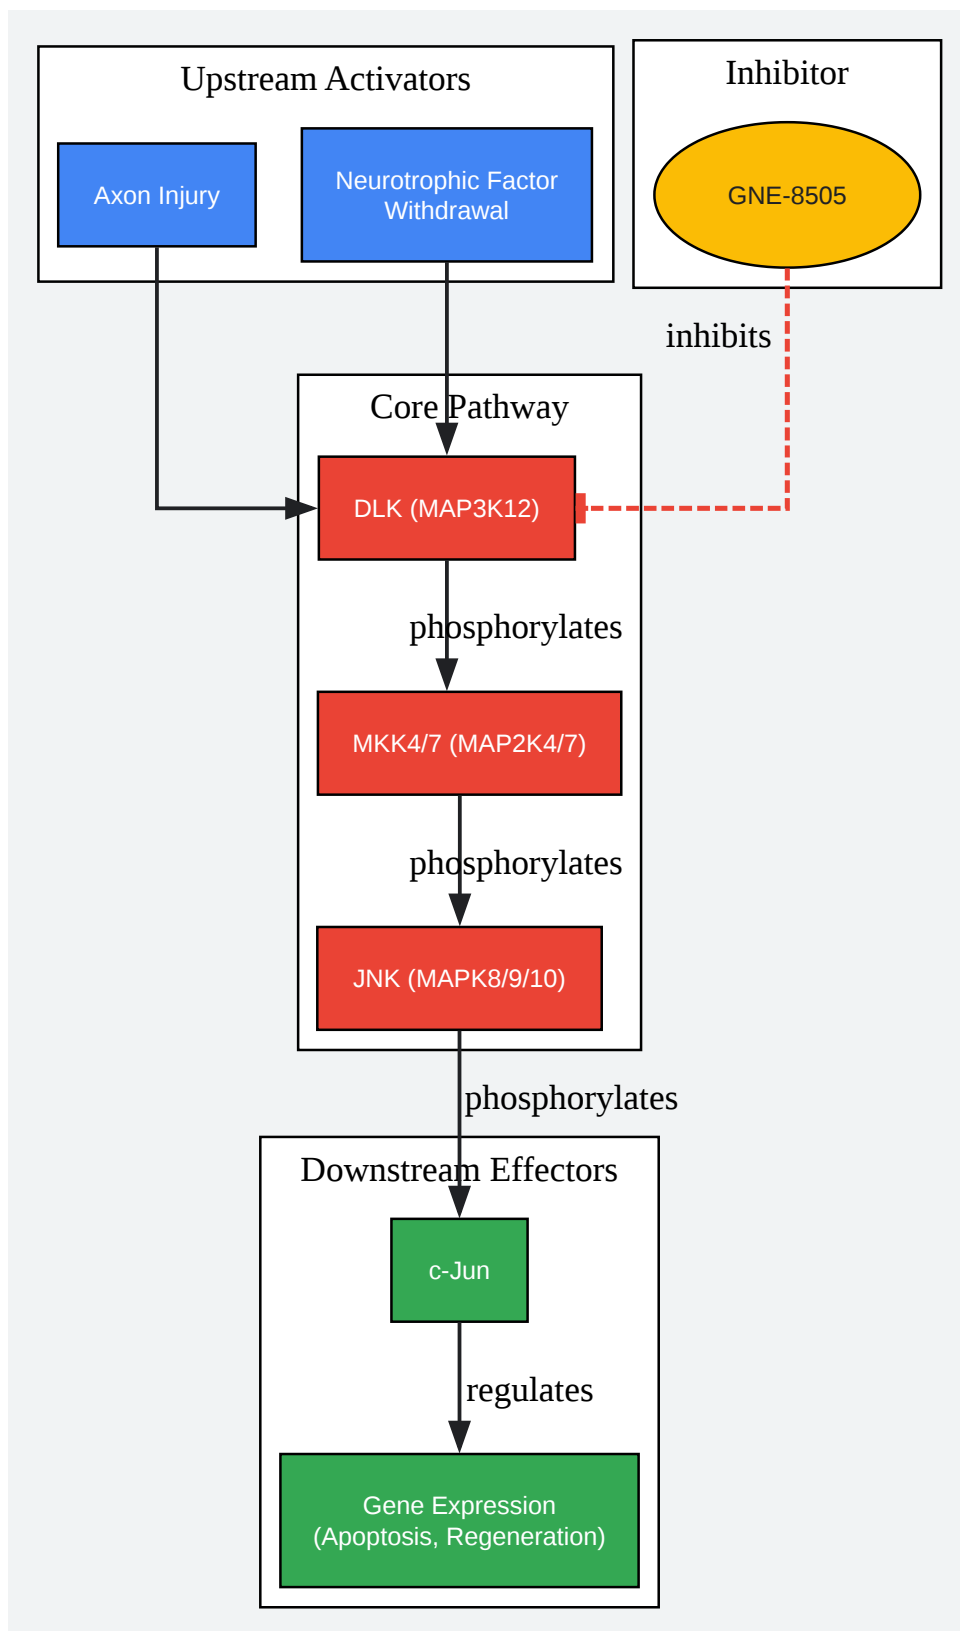 Upstream Activators
Inhibitor
Axon Injury
Neurotrophic Factor
Withdrawal
GNE-8505
inhibits
Core Pathway
DLK (MAP3K12)
phosphorylates
MKK4/7 (MAP2K4/7)
phosphorylates
JNK (MAPK8/9/10)
phosphorylates
Downstream Effectors
c-Jun
regulates
Gene Expression
(Apoptosis, Regeneration)